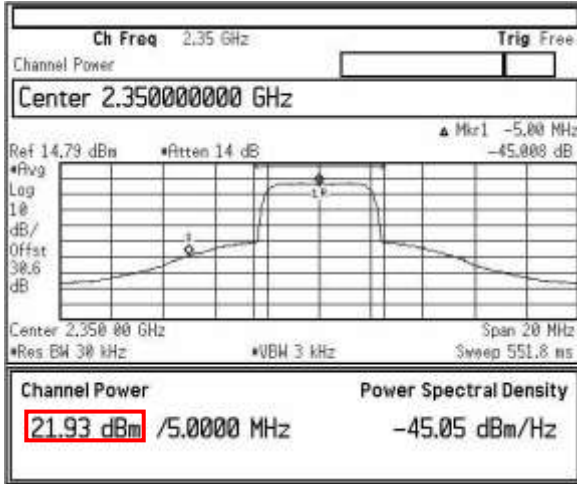 Ch Freq 2.35 GHz Trig Free
Channel Power
Center 2.350000000 GHz
▵ Mkr1 -5.00 MHz
Ref 14.79 dBm *Atten 14 dB -45.008 dB
*Avg
Log
10
dB/
Offst
30.6
dB
1
1R
Center 2.350 00 GHz Span 20 MHz
*Res BW 30 kHz *VBW 3 kHz Sweep 551.8 ms
Channel Power Power Spectral Density
21.93 dBm /5.0000 MHz -45.05 dBm/Hz